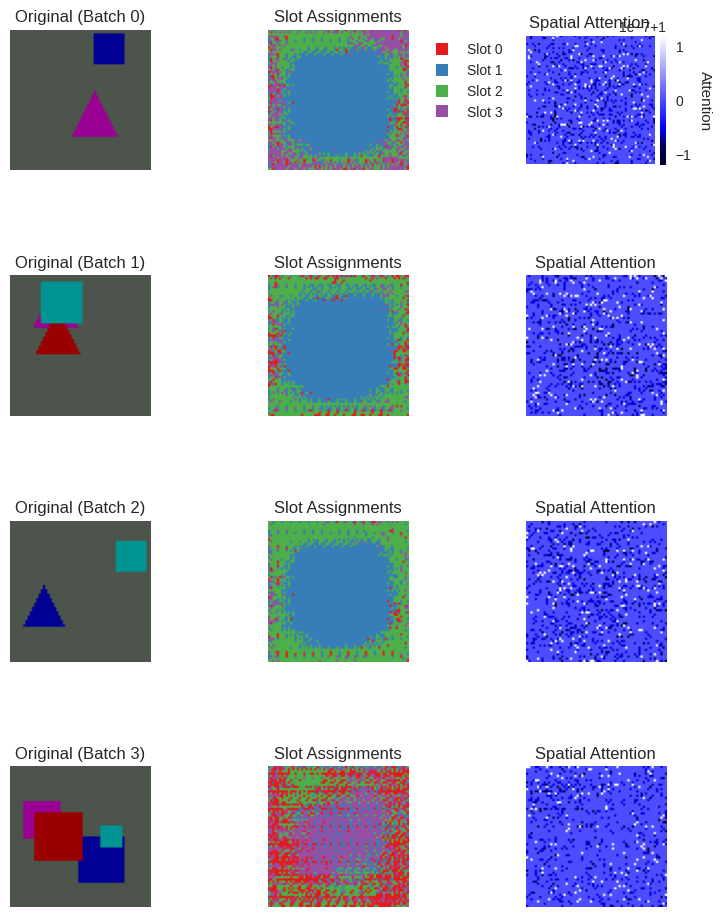 Original (Batch 0)
Slot Assignments
Slot 0
Slot 1
Slot 2
Slot 3
Spatial Attention
1e−7+1
1
0
−1
Attention
Original (Batch 1)
Slot Assignments
Spatial Attention
Original (Batch 2)
Slot Assignments
Spatial Attention
Original (Batch 3)
Slot Assignments
Spatial Attention